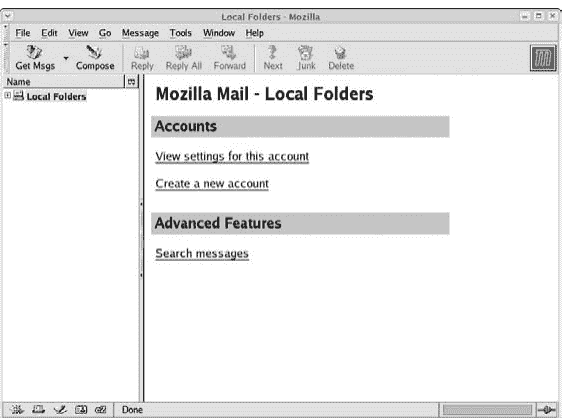 Local Folders - Mozilla
File Edit View Go Message Tools Window Help
Get Msgs Compose Reply Reply All Forward Next Junk Delete
Name
Local Folders
Mozilla Mail - Local Folders
Accounts
View settings for this account
Create a new account
Advanced Features
Search messages
Done